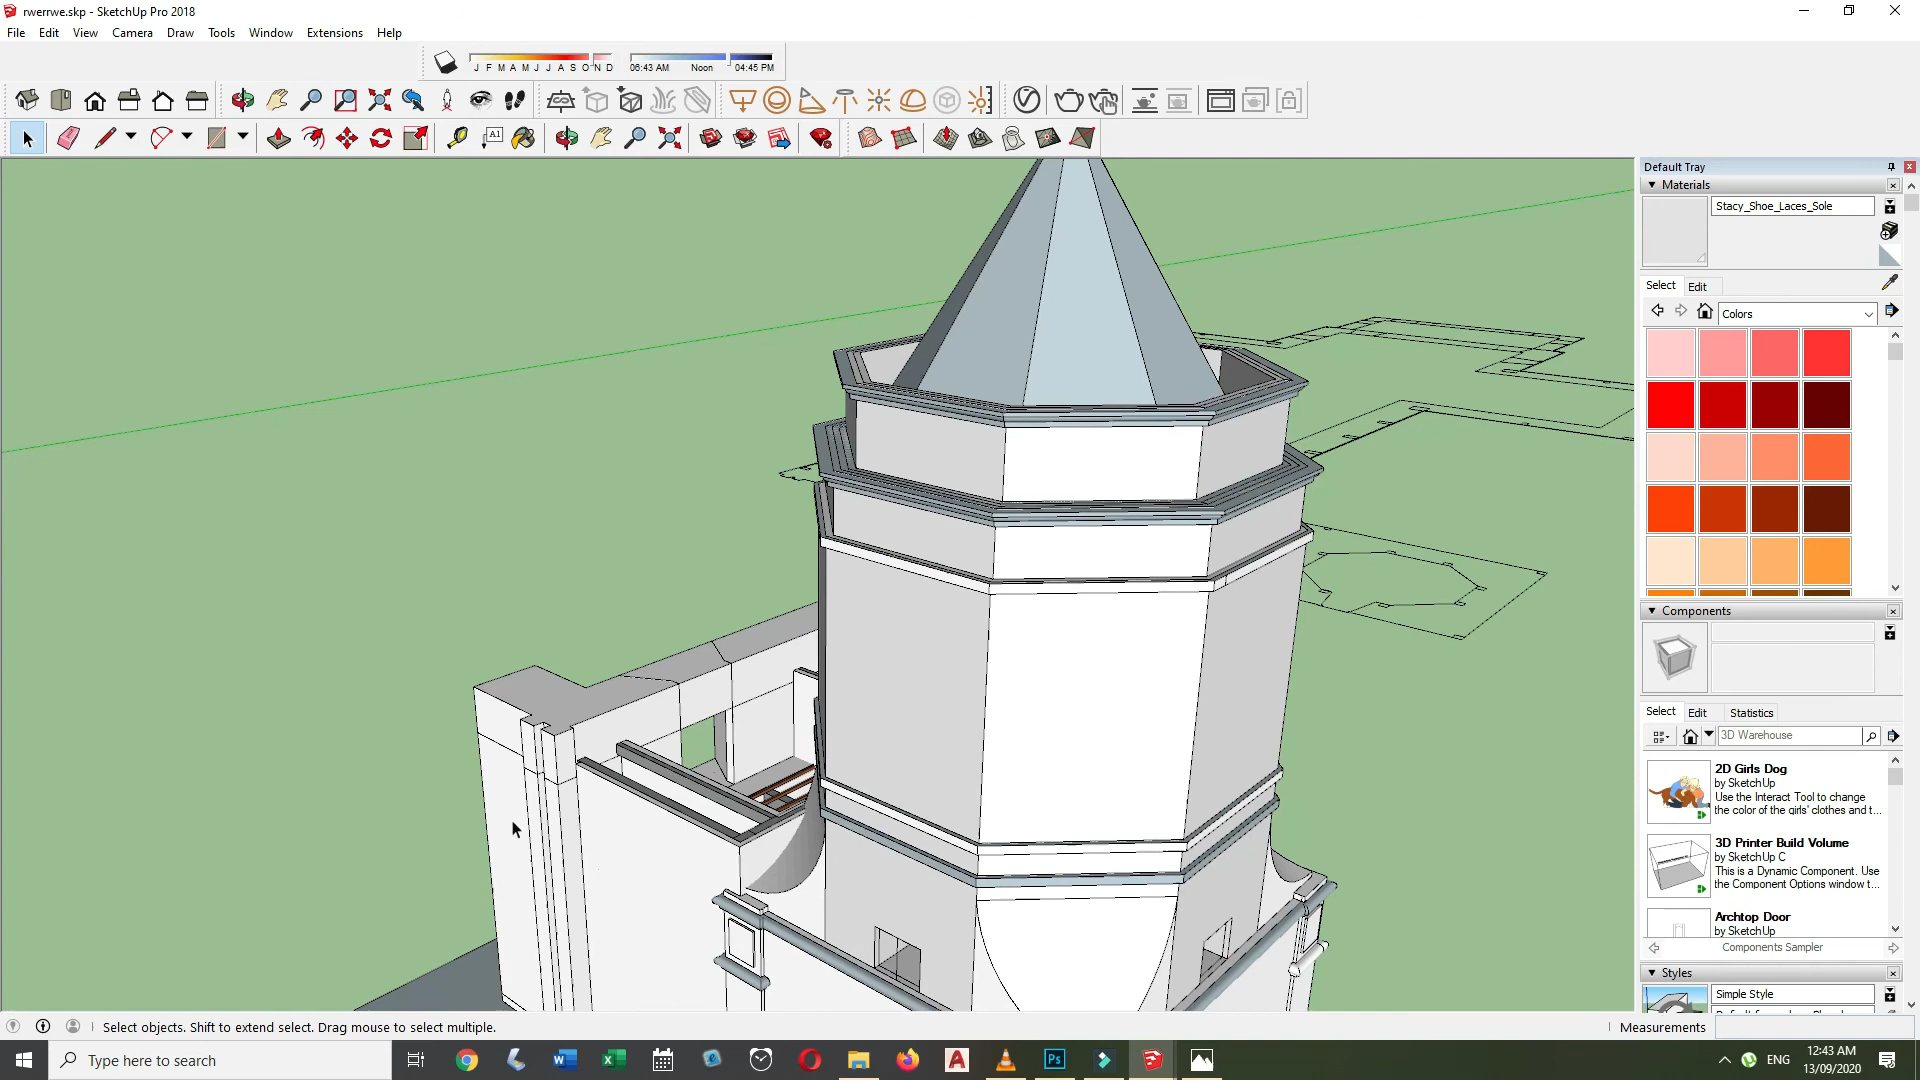 rwerrwe.skp - SketchUp Pro 2018
File Edit View Camera Draw Tools Window Extensions Help
J F M A M J J A S O N D 06:43 AM Noon 04:45 PM
A1
Default Tray
Materials
Stacy_Shoe_Laces_Sole
Select Edit
Colors
Components
Select Edit Statistics
3D Warehouse
2D Girls Dog
by SketchUp
Use the Interact Tool to change
the color of the girls' clothes and t...
3D Printer Build Volume
by SketchUp C
This is a Dynamic Component. Use
the Component Options window t...
Archtop Door
by SketchUp
Components Sampler
Styles
Simple Style
Select objects. Shift to extend select. Drag mouse to select multiple.
Measurements
Type here to search
Ps
ENG
12:43 AM
13/09/2020